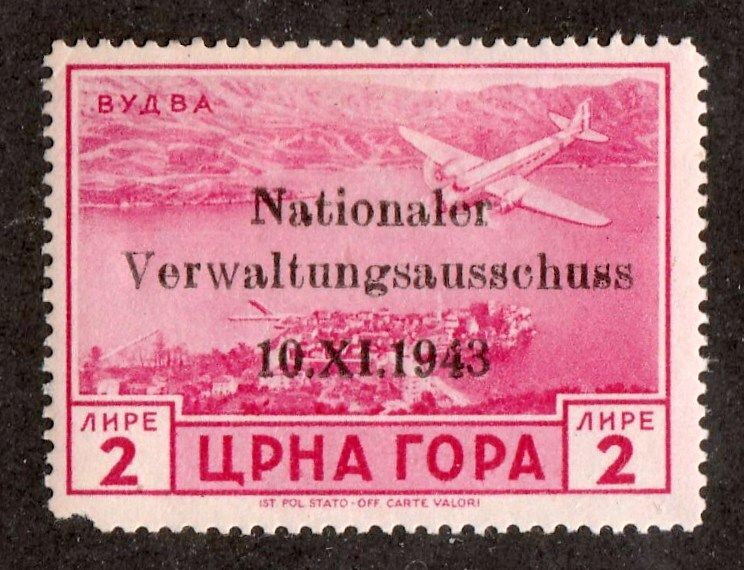 ВУДВА
Nationaler
Verwaltungsausschuss
10.XI.1943
ЛИРЕ
2
ЦРНА ГОРА
ЛИРЕ
2
IST. POL. STATO - OFF. CARTE VALORI